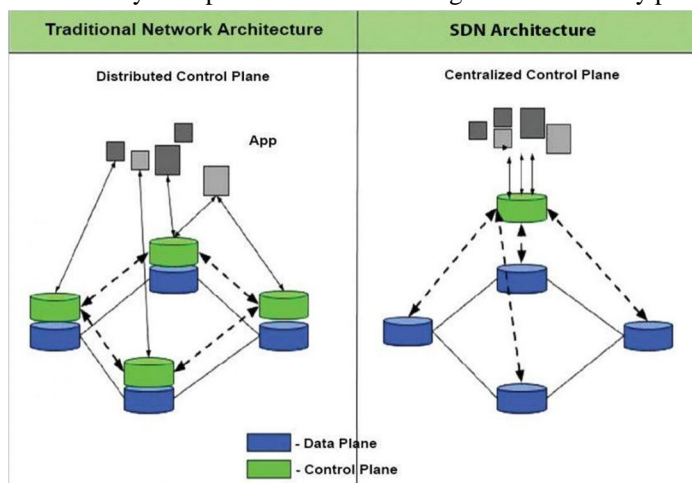 Traditional Network Architecture
SDN Architecture
Distributed Control Plane
Centralized Control Plane
App
- Data Plane
- Control Plane